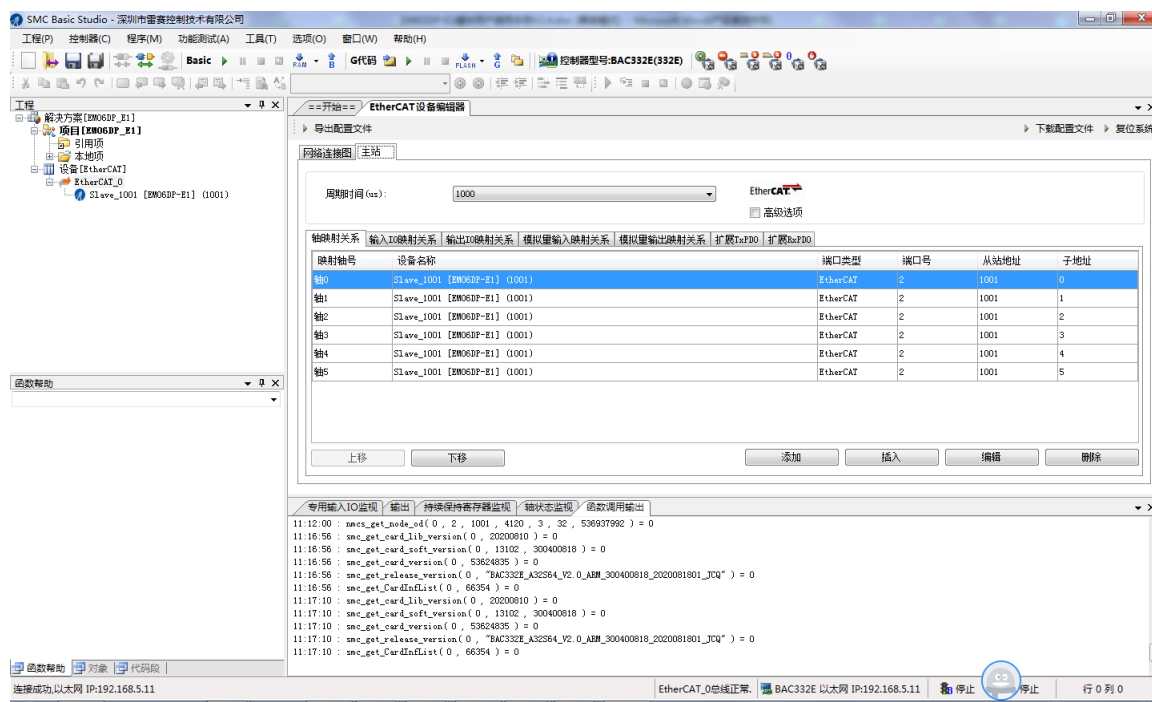 SMC Basic Studio - 深圳市雷赛控制技术有限公司
工程(P) 控制器(C) 程序(M) 功能测试(A) 工具(T) 选项(O) 窗口(W) 帮助(H)
Basic RAM B G代码 FLASH G 控制器型号:BAC332E(332E)
工程
解决方案[EM06DP_E1]
项目[EM06DP_E1]
引用项
本地项
设备[EtherCAT]
EtherCAT_0
Slave_1001 [EM06DP-E1] (1001)
函数帮助
函数帮助 对象 代码段
==开始== EtherCAT设备编辑器
导出配置文件 下载配置文件 复位系统
网络连接图 主站
周期时间(us): 1000 EtherCAT
高级选项
轴映射关系 输入IO映射关系 输出IO映射关系 模拟量输入映射关系 模拟量输出映射关系 扩展TxPDO 扩展RxPDO
映射轴号 设备名称 端口类型 端口号 从站地址 子地址
轴0 Slave_1001 [EM06DP-E1] (1001) EtherCAT 2 1001 0
轴1 Slave_1001 [EM06DP-E1] (1001) EtherCAT 2 1001 1
轴2 Slave_1001 [EM06DP-E1] (1001) EtherCAT 2 1001 2
轴3 Slave_1001 [EM06DP-E1] (1001) EtherCAT 2 1001 3
轴4 Slave_1001 [EM06DP-E1] (1001) EtherCAT 2 1001 4
轴5 Slave_1001 [EM06DP-E1] (1001) EtherCAT 2 1001 5
上移 下移 添加 插入 编辑 删除
专用输入IO监视 输出 持续保持寄存器监视 轴状态监视 函数调用输出
11:12:00 : nmcs_get_node_od( 0 , 2 , 1001 , 4120 , 3 , 32 , 536937992 ) = 0
11:16:56 : smc_get_card_lib_version( 0 , 20200810 ) = 0
11:16:56 : smc_get_card_soft_version( 0 , 13102 , 300400818 ) = 0
11:16:56 : smc_get_card_version( 0 , 53624835 ) = 0
11:16:56 : smc_get_release_version( 0 , "BAC332E_A32S64_V2.0_ARM_300400818_2020081801_JCQ" ) = 0
11:16:56 : smc_get_CardInfList( 0 , 66354 ) = 0
11:17:10 : smc_get_card_lib_version( 0 , 20200810 ) = 0
11:17:10 : smc_get_card_soft_version( 0 , 13102 , 300400818 ) = 0
11:17:10 : smc_get_card_version( 0 , 53624835 ) = 0
11:17:10 : smc_get_release_version( 0 , "BAC332E_A32S64_V2.0_ARM_300400818_2020081801_JCQ" ) = 0
11:17:10 : smc_get_CardInfList( 0 , 66354 ) = 0
连接成功,以太网 IP:192.168.5.11 EtherCAT_0总线正常. BAC332E 以太网 IP:192.168.5.11 停止 停止 行 0 列 0